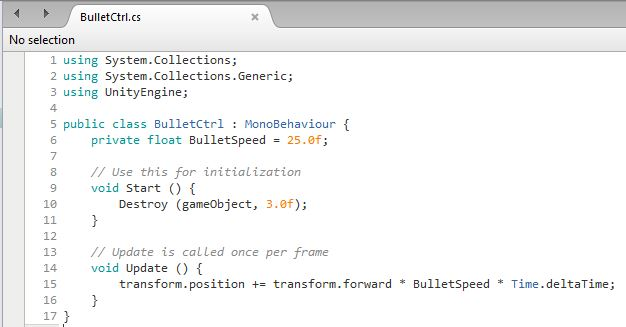 BulletCtrl.cs
No selection
1 using System.Collections;
2 using System.Collections.Generic;
3 using UnityEngine;
4
5 public class BulletCtrl : MonoBehaviour {
6     private float BulletSpeed = 25.0f;
7
8     // Use this for initialization
9     void Start () {
10         Destroy (gameObject, 3.0f);
11     }
12
13     // Update is called once per frame
14     void Update () {
15         transform.position += transform.forward * BulletSpeed * Time.deltaTime;
16     }
17 }